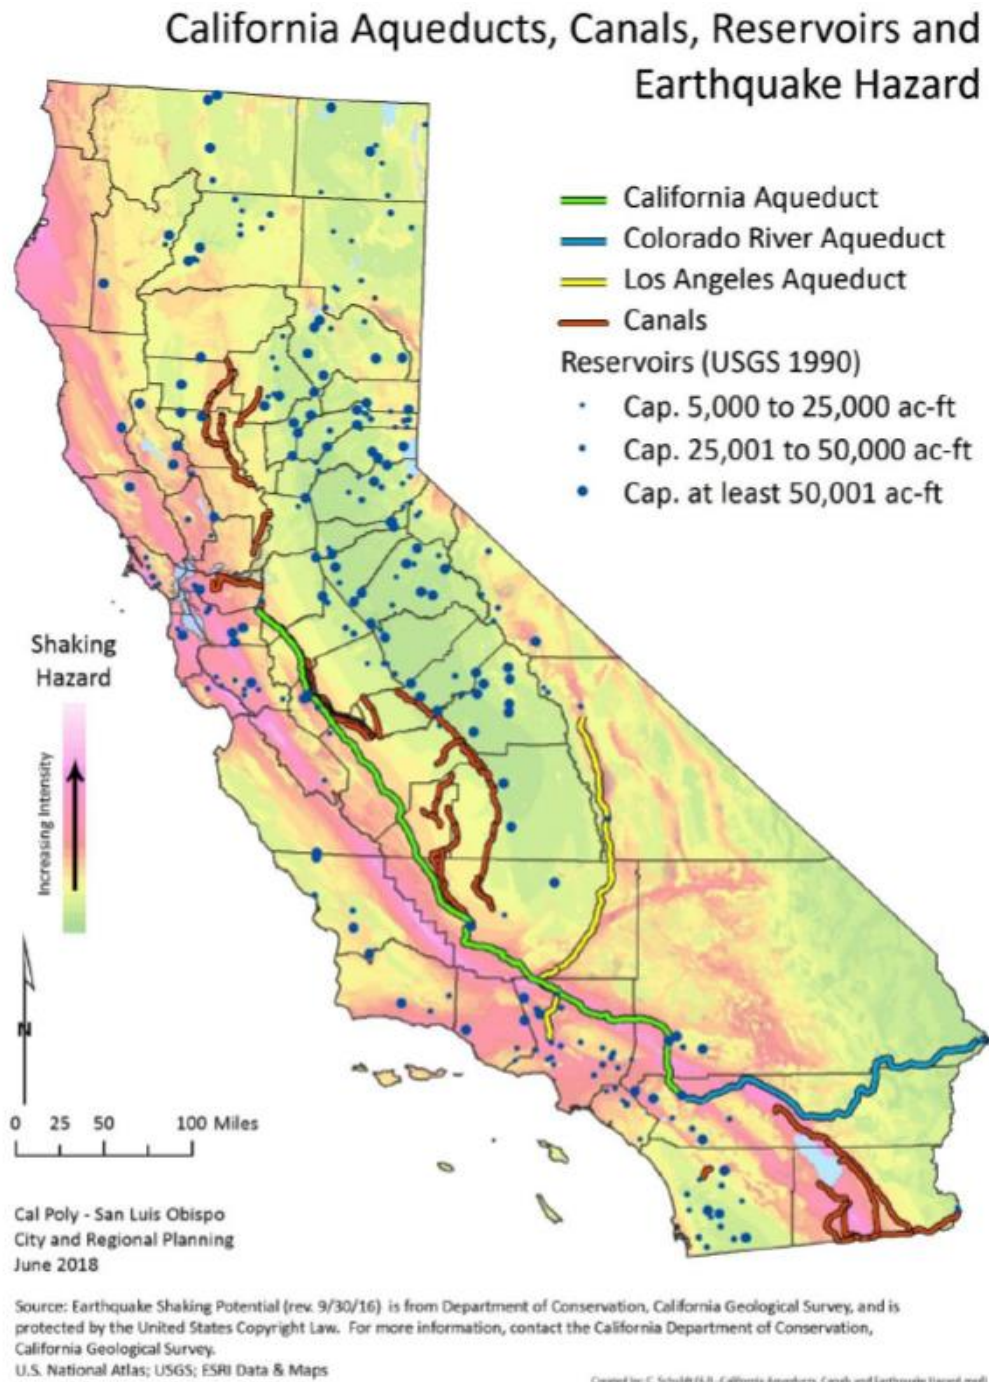 California Aqueducts, Canals, Reservoirs and
Earthquake Hazard
California Aqueduct
Colorado River Aqueduct
Los Angeles Aqueduct
Canals
Reservoirs (USGS 1990)
Cap. 5,000 to 25,000 ac-ft
Cap. 25,001 to 50,000 ac-ft
Cap. at least 50,001 ac-ft
Shaking
Hazard
Increasing Intensity
N
0 25 50 100 Miles
Cal Poly - San Luis Obispo
City and Regional Planning
June 2018
Source: Earthquake Shaking Potential (rev. 9/30/16) is from Department of Conservation, California Geological Survey, and is
protected by the United States Copyright Law. For more information, contact the California Department of Conservation,
California Geological Survey.
U.S. National Atlas; USGS; ESRI Data & Maps